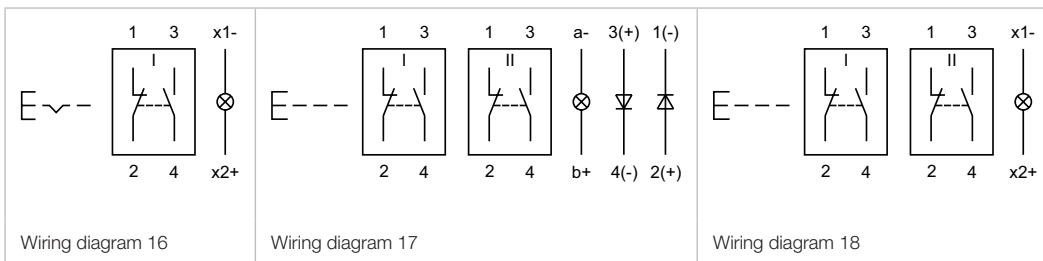 1 3 x1-
I
2 4 x2+
Wiring diagram 16
1 3 1 3 a- 3(+) 1(-)
I II
2 4 2 4 b+ 4(-) 2(+)
Wiring diagram 17
1 3 1 3 x1-
I II
2 4 2 4 x2+
Wiring diagram 18